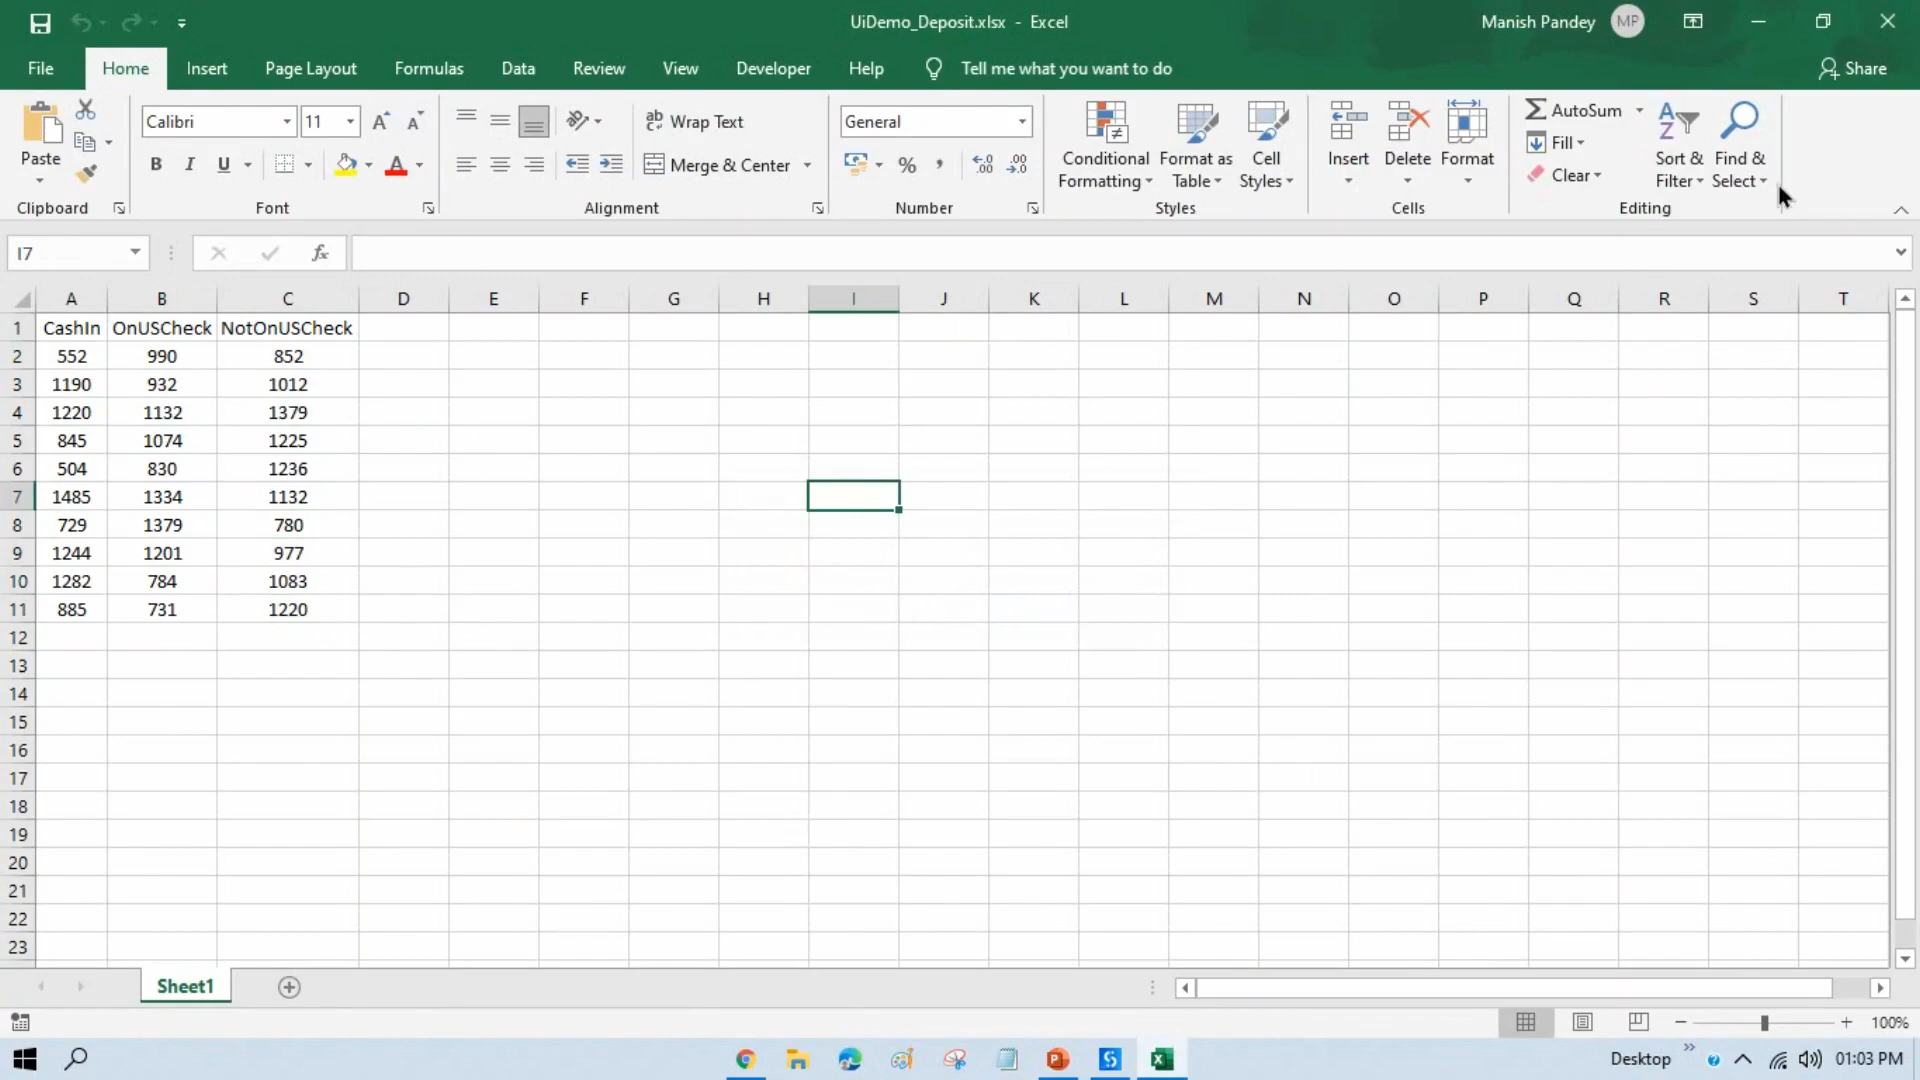 UiDemo_Deposit.xlsx - Excel
Manish Pandey MP
File Home Insert Page Layout Formulas Data Review View Developer Help Tell me what you want to do Share
Paste
Clipboard
Calibri 11
B I U A
Font
Wrap Text
Merge & Center
Alignment
General
% ,
Number
Conditional Formatting
Format as Table
Cell Styles
Styles
Insert Delete Format
Cells
AutoSum
Fill
Clear
Sort & Filter
Find & Select
Editing
I7 fx
A B C D E F G H I J K L M N O P Q R S T
1 CashIn OnUSCheck NotOnUSCheck
2 552 990 852
3 1190 932 1012
4 1220 1132 1379
5 845 1074 1225
6 504 830 1236
7 1485 1334 1132
8 729 1379 780
9 1244 1201 977
10 1282 784 1083
11 885 731 1220
12
13
14
15
16
17
18
19
20
21
22
23
Sheet1
100%
Desktop 01:03 PM